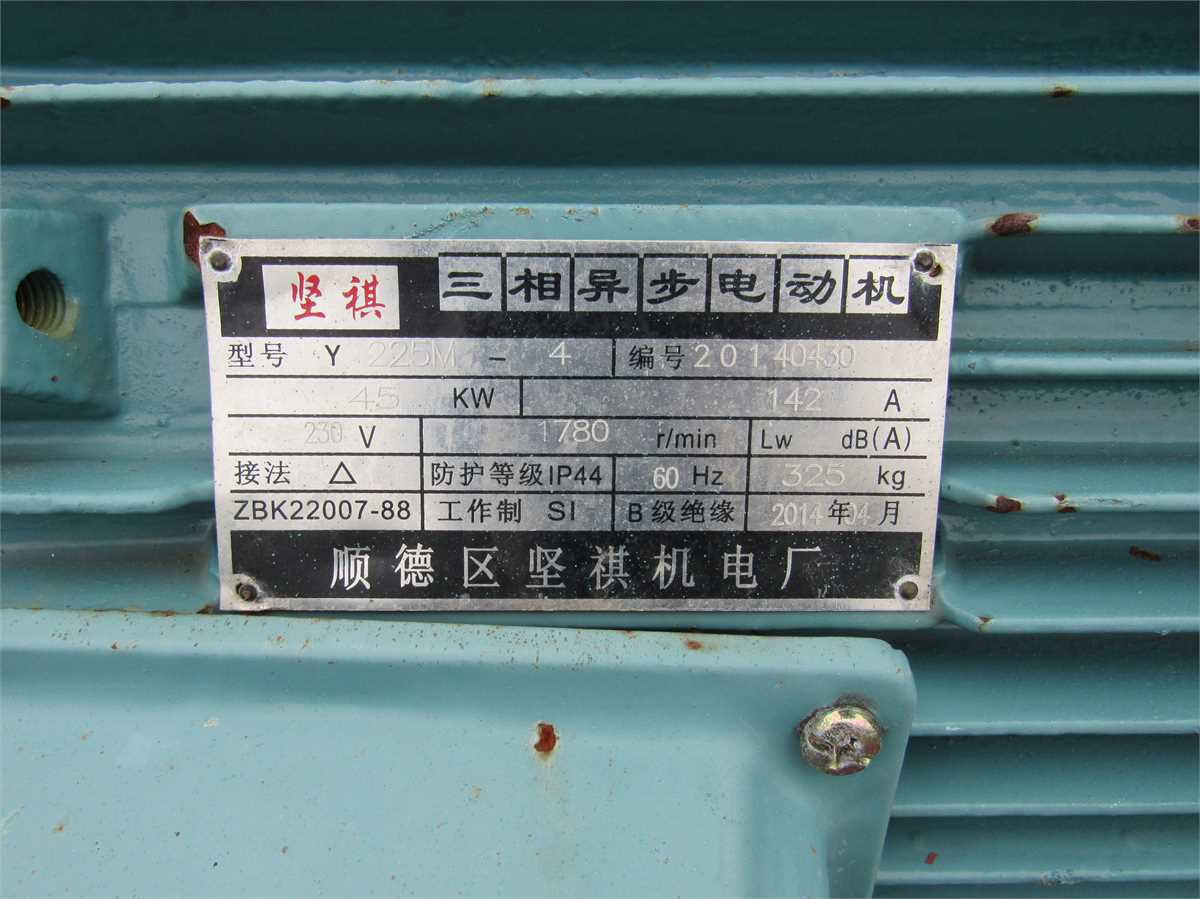 坚祺 三相异步电动机
型号 Y 225M - 4 编号 20140430
45 KW 142 A
230 V 1780 r/min Lw dB(A)
接法 △ 防护等级IP44 60 Hz 325 kg
ZBK22007-88 工作制 SI B级绝缘 2014年04月
顺德区坚祺机电厂